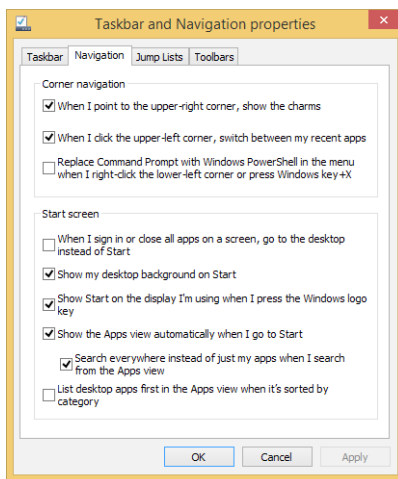 Taskbar and Navigation properties
Taskbar Navigation Jump Lists Toolbars
Corner navigation
When I point to the upper-right corner, show the charms
When I click the upper-left corner, switch between my recent apps
Replace Command Prompt with Windows PowerShell in the menu
when I right-click the lower-left corner or press Windows key+X
Start screen
When I sign in or close all apps on a screen, go to the desktop
instead of Start
Show my desktop background on Start
Show Start on the display I'm using when I press the Windows logo
key
Show the Apps view automatically when I go to Start
Search everywhere instead of just my apps when I search
from the Apps view
List desktop apps first in the Apps view when it's sorted by
category
OK Cancel Apply